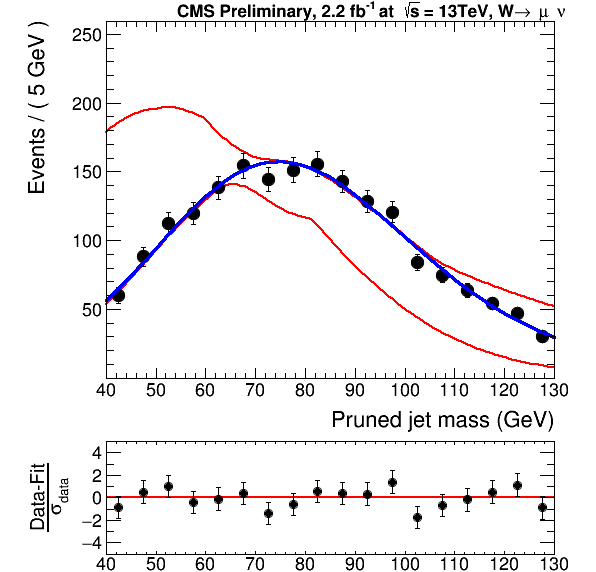 CMS Preliminary, 2.2 fb⁻¹ at √s = 13TeV, W→ μ ν
Events / ( 5 GeV )
250
200
150
100
50
40 50 60 70 80 90 100 110 120 130
Pruned jet mass (GeV)
Data-Fit
σdata
4
2
0
−2
−4
40 50 60 70 80 90 100 110 120 130